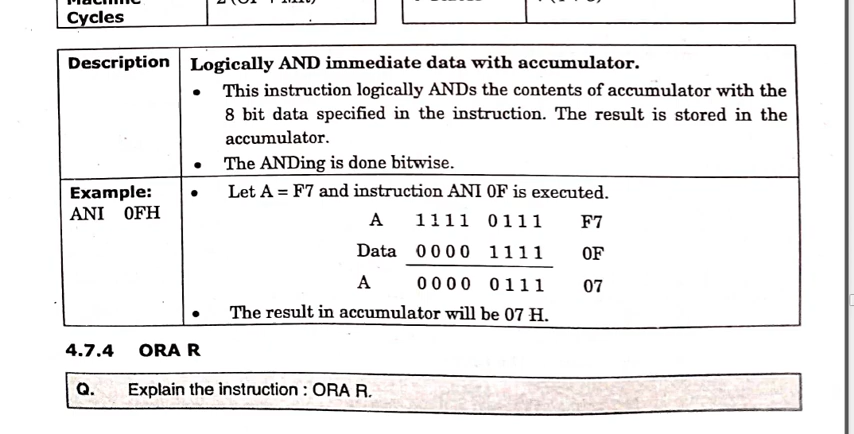 Cycles
Description Logically AND immediate data with accumulator.
• This instruction logically ANDs the contents of accumulator with the
8 bit data specified in the instruction. The result is stored in the
accumulator.
• The ANDing is done bitwise.
Example: • Let A = F7 and instruction ANI 0F is executed.
ANI 0FH
A 1111 0111 F7
Data 0000 1111 0F
A 0000 0111 07
• The result in accumulator will be 07 H.
4.7.4 ORA R
Q. Explain the instruction : ORA R.